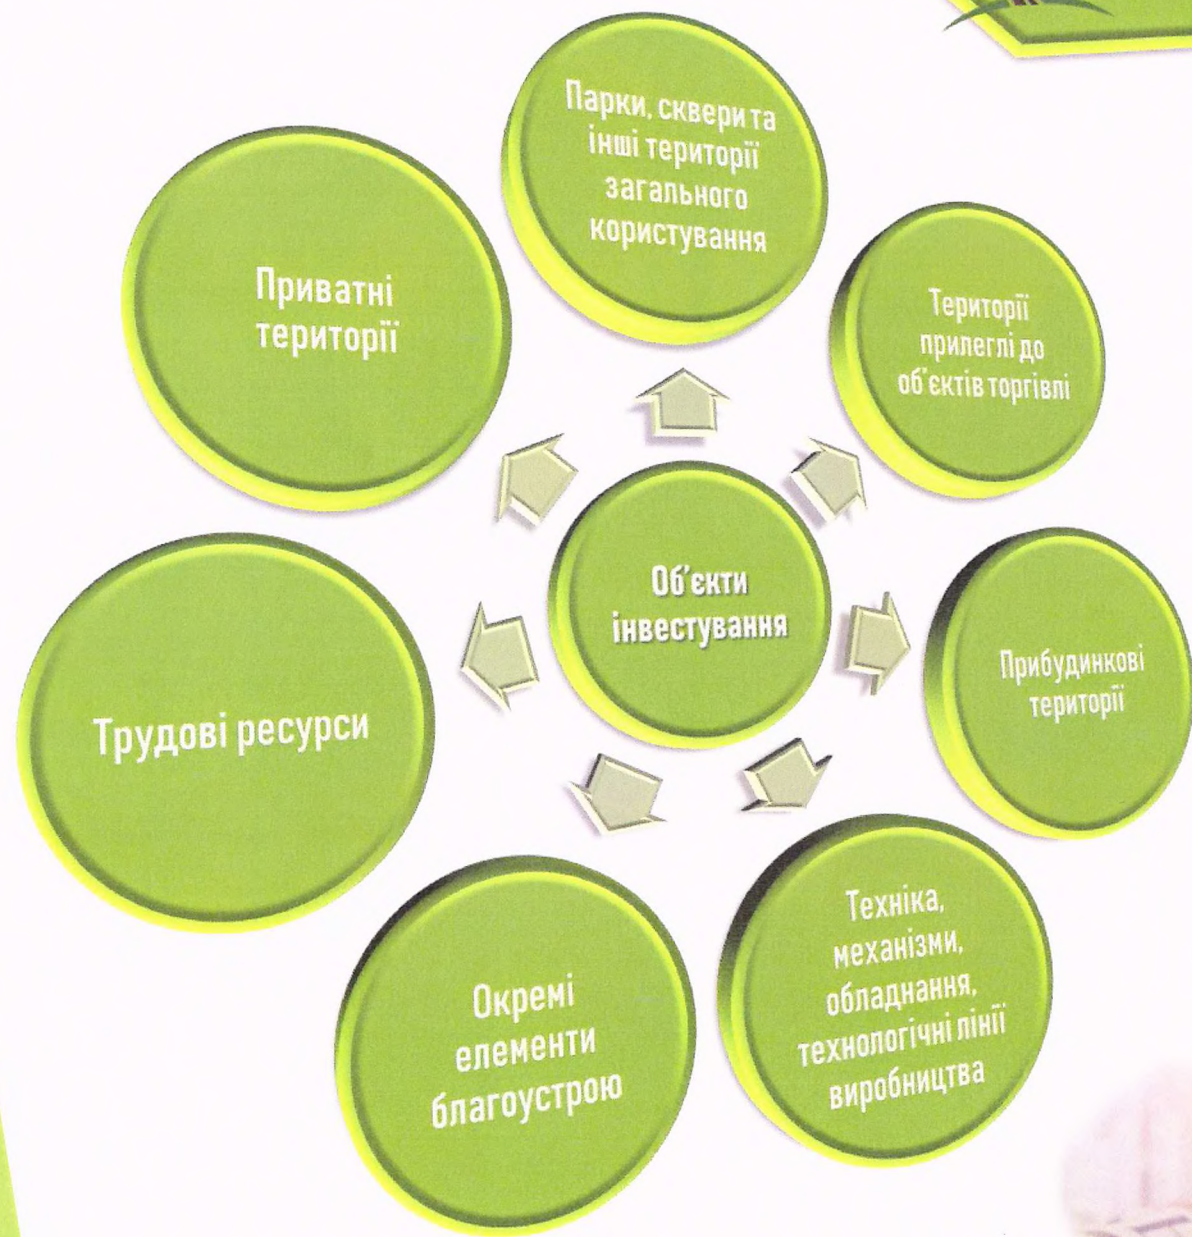 Парки, сквери та
інші території
загального
користування
Приватні
території
Території
прилеглі до
об'єктів торгівлі
Об'єкти
інвестування
Прибудинкові
території
Трудові ресурси
Техніка,
механізми,
обладнання,
технологічні лінії
виробництва
Окремі
елементи
благоустрою